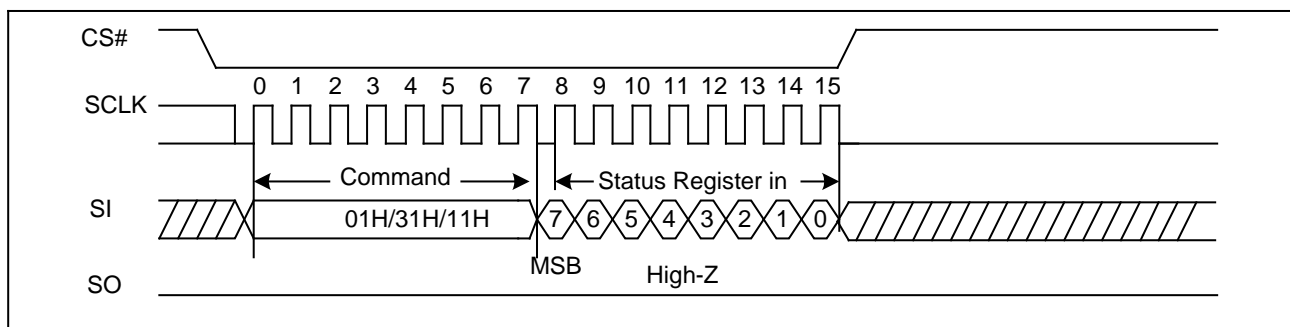 CS#
0 1 2 3 4 5 6 7 8 9 10 11 12 13 14 15
SCLK
Command Status Register in
SI 01H/31H/11H 7 6 5 4 3 2 1 0
MSB High-Z
SO